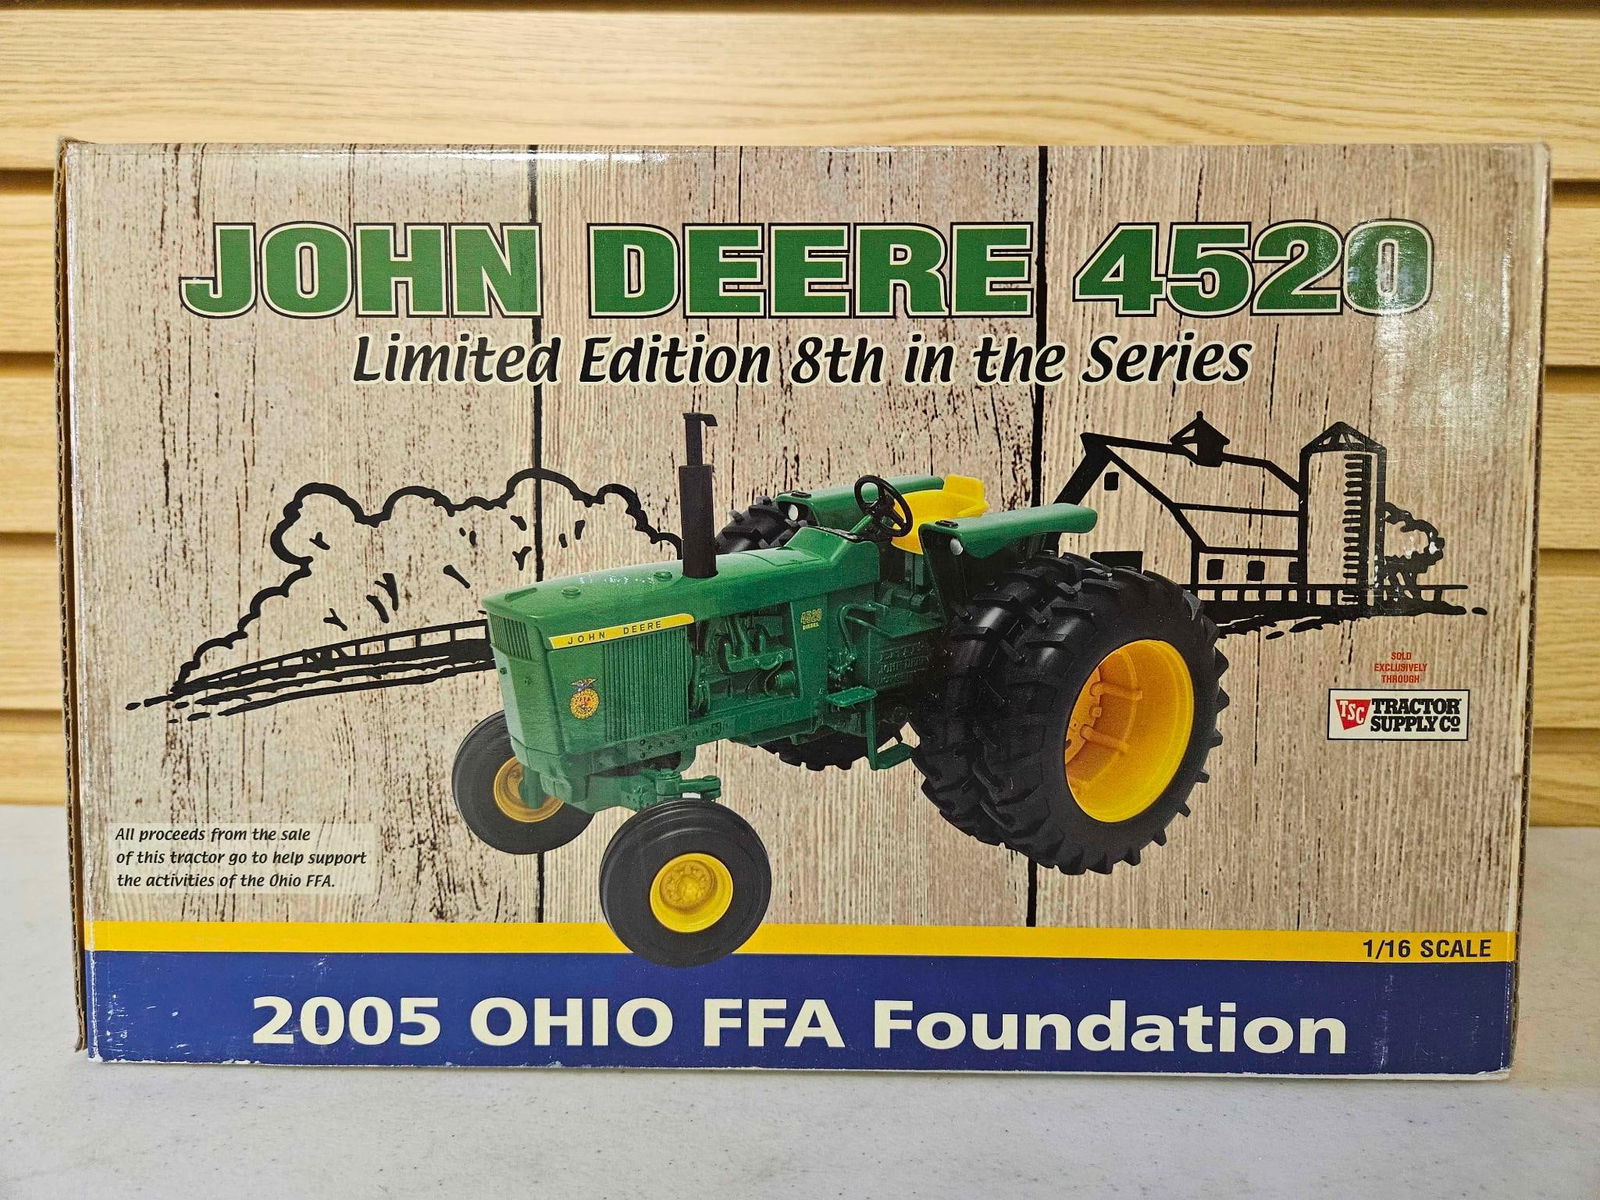 JOHN DEERE 4520
Limited Edition 8th in the Series
JOHN DEERE
4520
DIESEL
SOLD
EXCLUSIVELY
THROUGH
TSC TRACTOR
SUPPLY CO
All proceeds from the sale
of this tractor go to help support
the activities of the Ohio FFA.
1/16 SCALE
2005 OHIO FFA Foundation